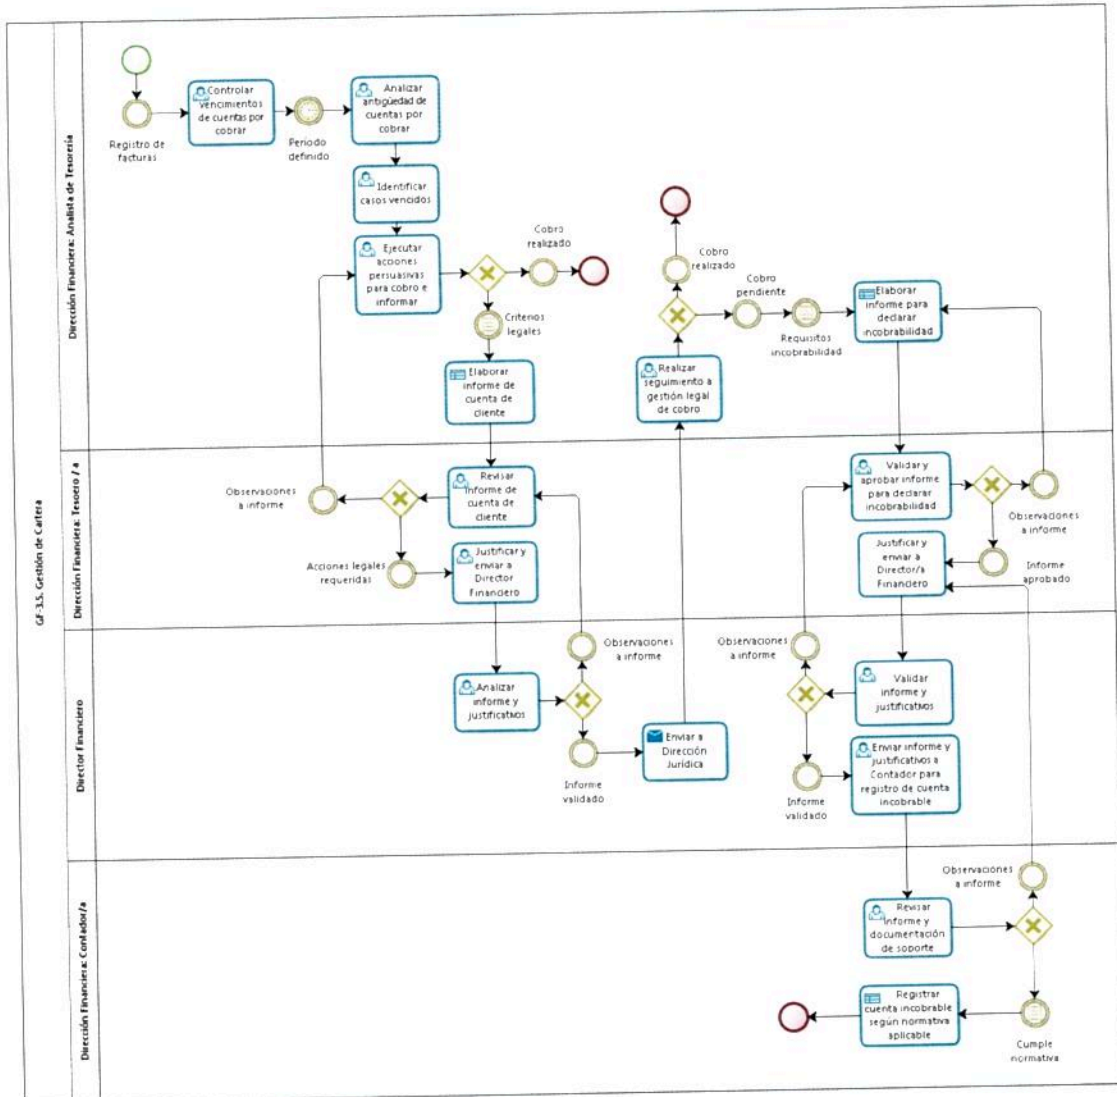 GF-3.5. Gestión de Cartera
Dirección Financiera: Analista de Tesorería
Registro de
facturas
Controlar
vencimientos
de cuentas por
cobrar
Período
definido
Analizar
antigüedad de
cuentas por
cobrar
Identificar
casos vencidos
Ejecutar
acciones
persuasivas
para cobro e
informar
Cobro
realizado
Criterios
legales
Elaborar
informe de
cuenta de
cliente
Realizar
seguimiento a
gestión legal
de cobro
Cobro
realizado
Cobro
pendiente
Requisitos
incobrabilidad
Elaborar
informe para
declarar
incobrabilidad
Dirección Financiera: Tesoero / a
Revisar
informe de
cuenta de
cliente
Observaciones
a informe
Acciones legales
requeridas
Justificar y
enviar a
Director
Financiero
Validar y
aprobar informe
para declarar
incobrabilidad
Observaciones
a informe
Informe
aprobado
Justificar y
enviar a
Director/a
Financiero
Director Financiero
Analizar
informe y
justificativos
Observaciones
a informe
Informe
validado
Enviar a
Dirección
Jurídica
Validar
informe y
justificativos
Observaciones
a informe
Informe
validado
Enviar informe y
justificativos a
Contador para
registro de cuenta
incobrable
Dirección Financiera: Contador/a
Revisar
informe y
documentación
de soporte
Observaciones
a informe
Cumple
normativa
Registrar
cuenta incobrable
según normativa
aplicable